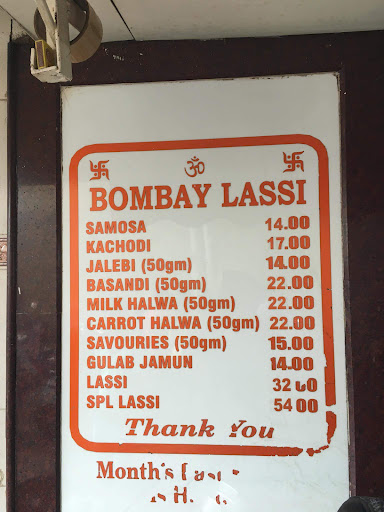 ॐ
BOMBAY LASSI
SAMOSA 14.00
KACHODI 17.00
JALEBI (50gm) 14.00
BASANDI (50gm) 22.00
MILK HALWA (50gm) 22.00
CARROT HALWA (50gm) 22.00
SAVOURIES (50gm) 15.00
GULAB JAMUN 14.00
LASSI 32 00
SPL LASSI 54 00
Thank You
Month's